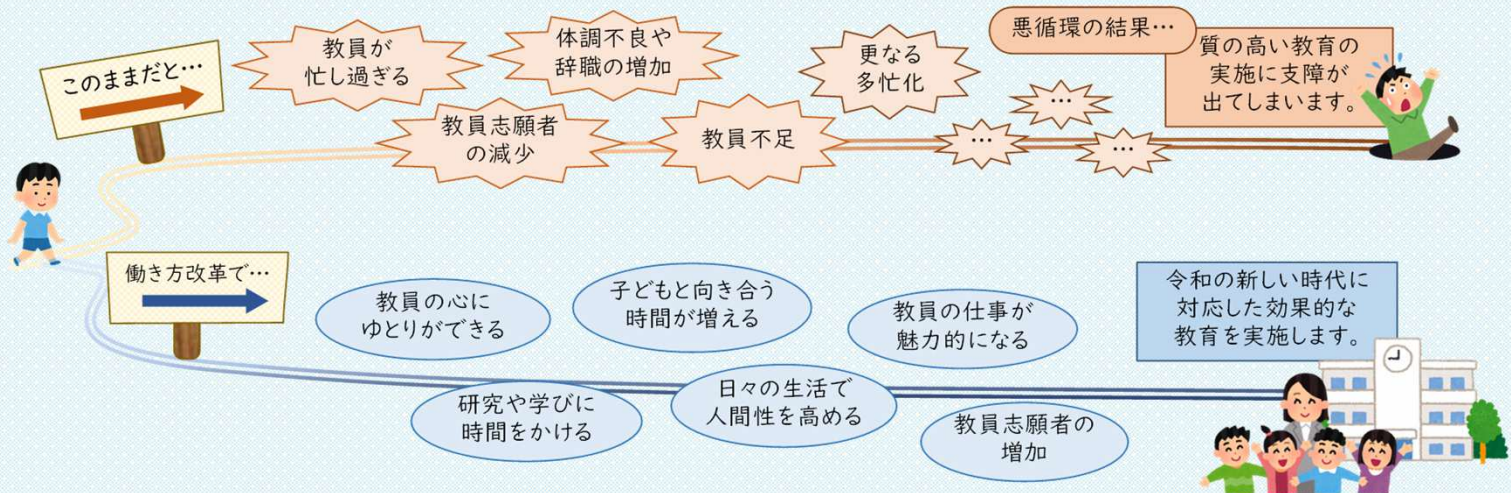 このままだと…
教員が
忙し過ぎる
体調不良や
辞職の増加
教員志願者
の減少
教員不足
更なる
多忙化
…
…
…
悪循環の結果…
質の高い教育の
実施に支障が
出てしまいます。
働き方改革で…
教員の心に
ゆとりができる
子どもと向き合う
時間が増える
教員の仕事が
魅力的になる
研究や学びに
時間をかける
日々の生活で
人間性を高める
教員志願者の
増加
令和の新しい時代に
対応した効果的な
教育を実施します。